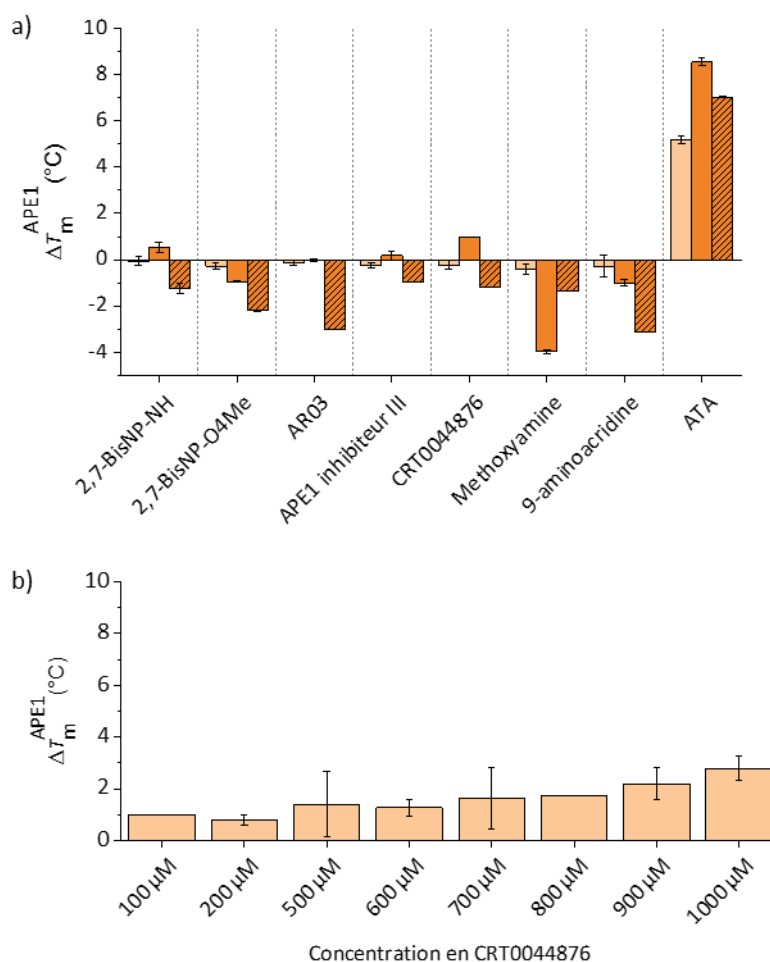 a)
APE1
ΔTm (°C)
10
8
6
4
2
0
-2
-4
2,7-BisNP-NH
2,7-BisNP-O4Me
AR03
APE1 inhibiteur III
CRT0044876
Methoxyamine
9-aminoacridine
ATA
b)
APE1
ΔTm (°C)
10
8
6
4
2
0
100 µM
200 µM
500 µM
600 µM
700 µM
800 µM
900 µM
1000 µM
Concentration en CRT0044876